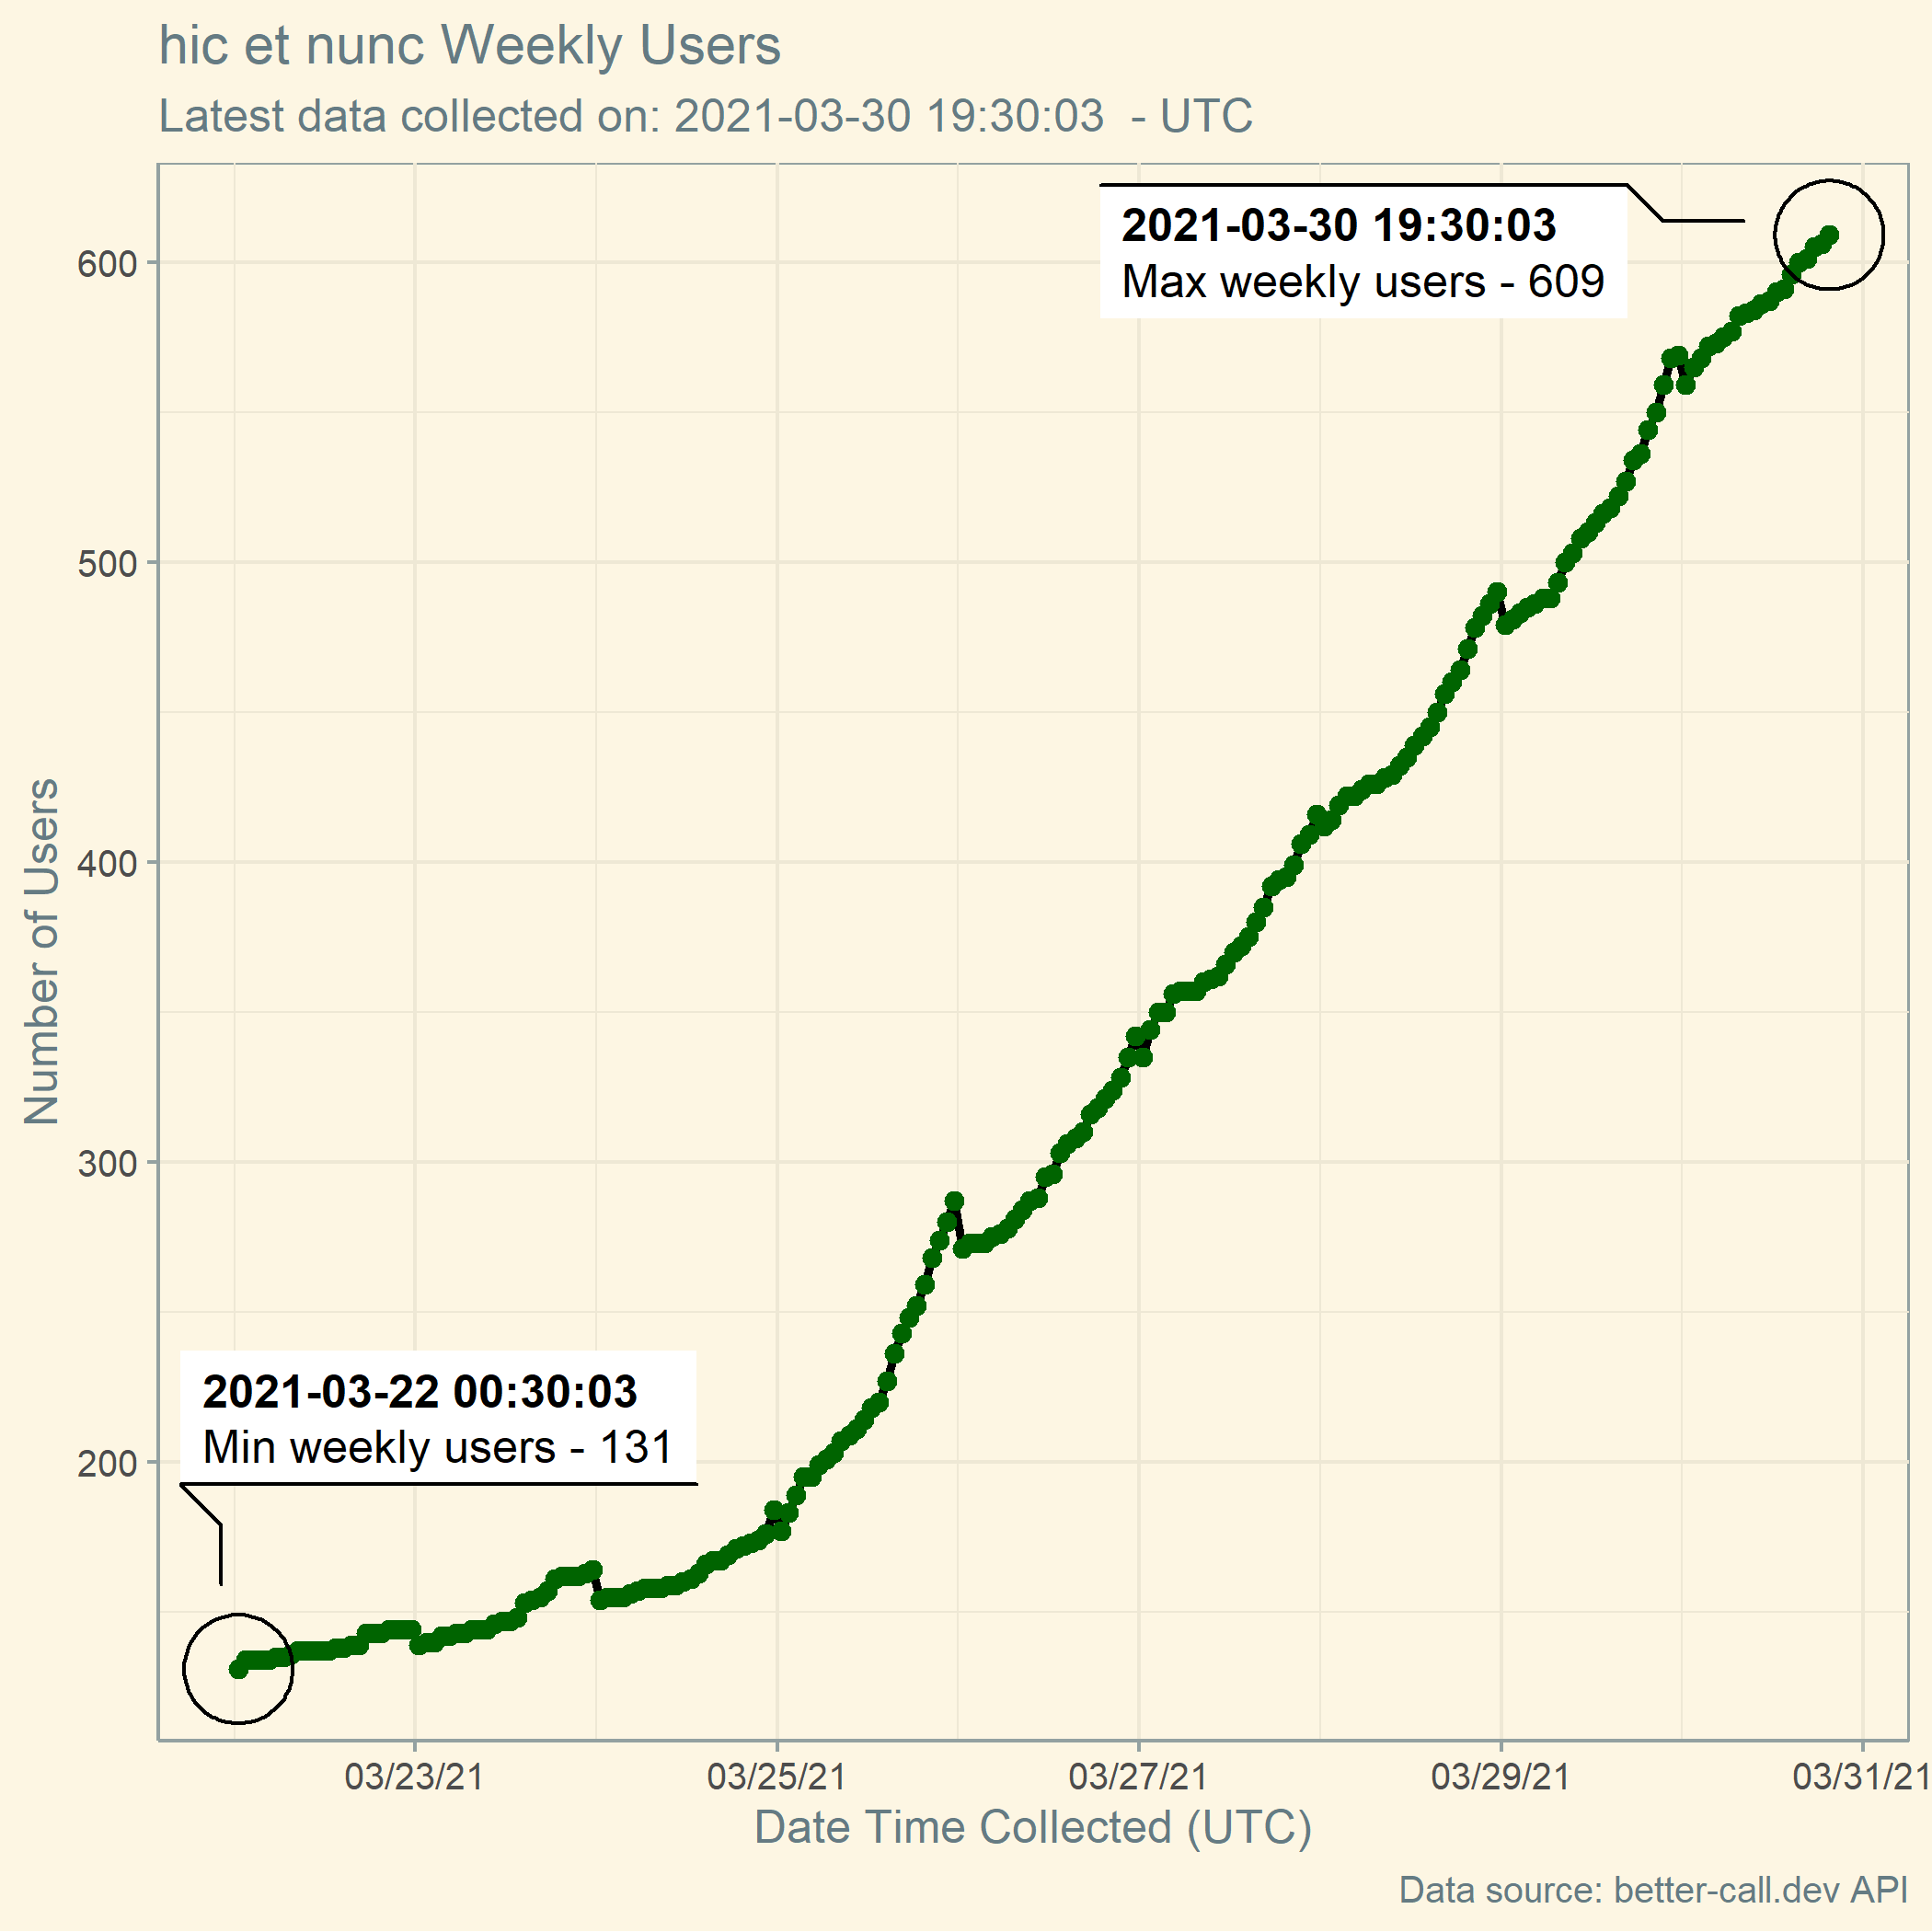 hic et nunc Weekly Users
Latest data collected on: 2021-03-30 19:30:03  - UTC
2021-03-30 19:30:03
Max weekly users - 609
600
500
400
300
200
Number of Users
2021-03-22 00:30:03
Min weekly users - 131
03/23/21 03/25/21 03/27/21 03/29/21 03/31/21
Date Time Collected (UTC)
Data source: better-call.dev API